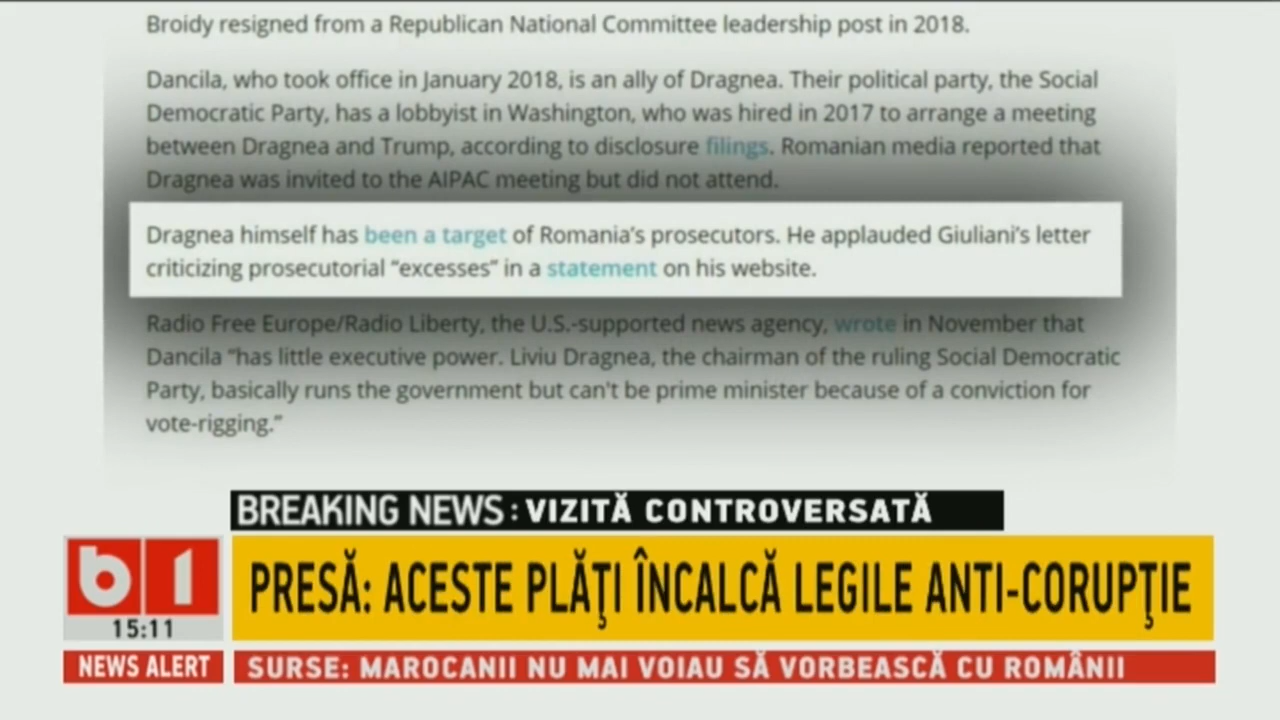 Broidy resigned from a Republican National Committee leadership post in 2018.
Dancila, who took office in January 2018, is an ally of Dragnea. Their political party, the Social
Democratic Party, has a lobbyist in Washington, who was hired in 2017 to arrange a meeting
between Dragnea and Trump, according to disclosure filings. Romanian media reported that
Dragnea was invited to the AIPAC meeting but did not attend.
Dragnea himself has been a target of Romania's prosecutors. He applauded Giuliani's letter
criticizing prosecutorial "excesses" in a statement on his website.
Radio Free Europe/Radio Liberty, the U.S.-supported news agency, wrote in November that
Dancila "has little executive power. Liviu Dragnea, the chairman of the ruling Social Democratic
Party, basically runs the government but can't be prime minister because of a conviction for
vote-rigging."
BREAKING NEWS: VIZITĂ CONTROVERSATĂ
b1
PRESĂ: ACESTE PLĂŢI ÎNCALCĂ LEGILE ANTI-CORUPŢIE
15:11
NEWS ALERT
SURSE: MAROCANII NU MAI VOIAU SĂ VORBEASCĂ CU ROMÂNII